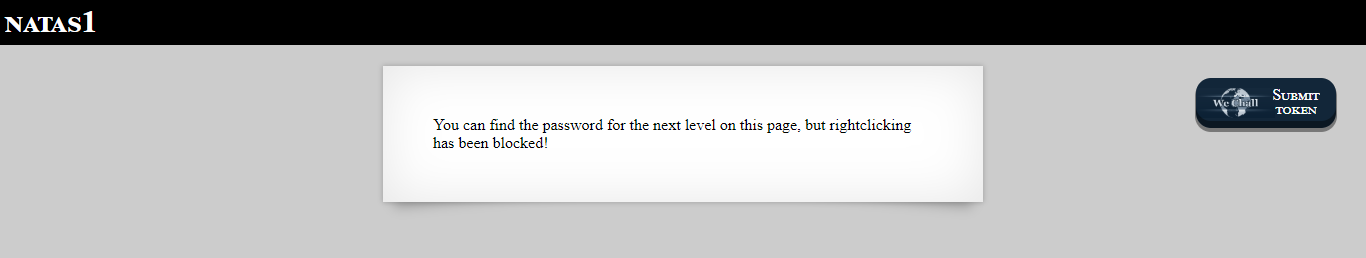 NATAS1
You can find the password for the next level on this page, but rightclicking
has been blocked!
We Chall
SUBMIT
TOKEN